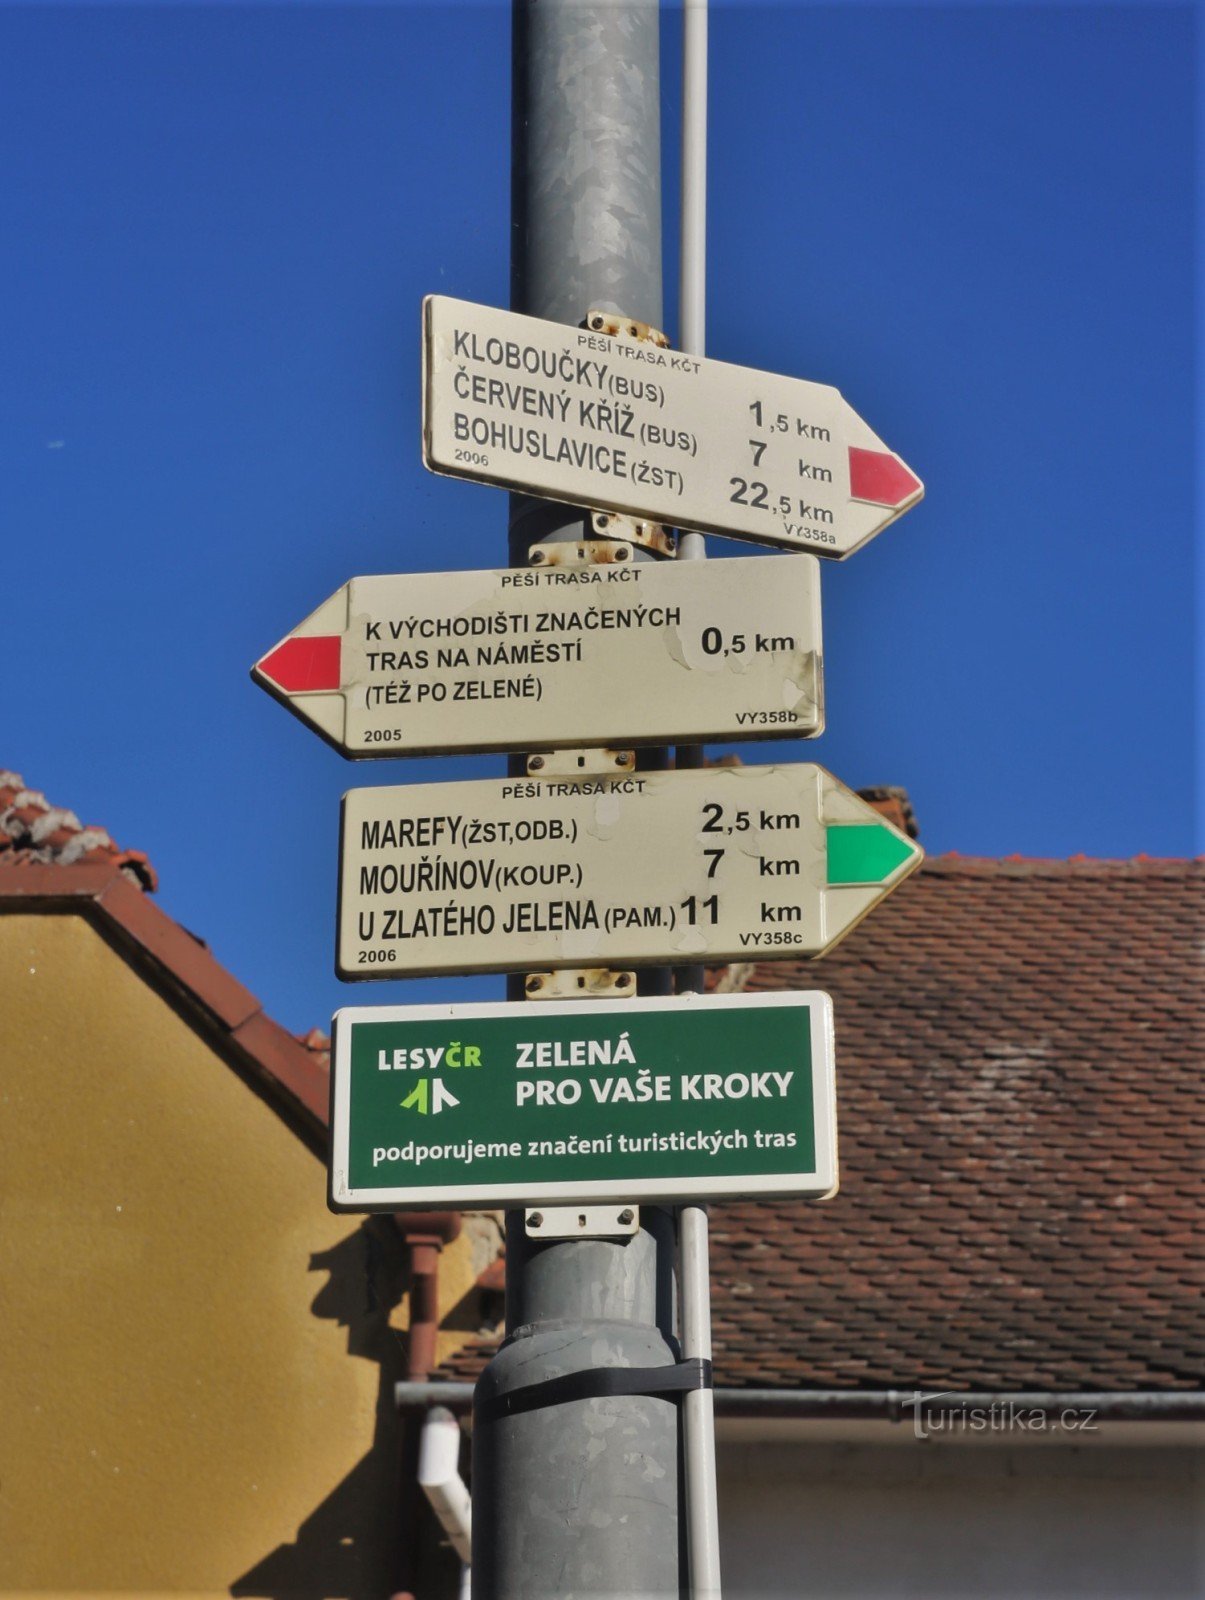 PĚŠÍ TRASA KČT
KLOBOUČKY(BUS) 1,5 km
ČERVENÝ KŘÍŽ(BUS) 7 km
BOHUSLAVICE(ŽST) 22,5 km
2006 VY358a
PĚŠÍ TRASA KČT
K VÝCHODIŠTI ZNAČENÝCH
TRAS NA NÁMĚSTÍ 0,5 km
(TÉŽ PO ZELENÉ)
2005 VY358b
PĚŠÍ TRASA KČT
MAREFY(ŽST,ODB.) 2,5 km
MOUŘÍNOV(KOUP.) 7 km
U ZLATÉHO JELENA(PAM.) 11 km
2006 VY358c
LESYČR ZELENÁ
PRO VAŠE KROKY
podporujeme značení turistických tras
Turistika.cz